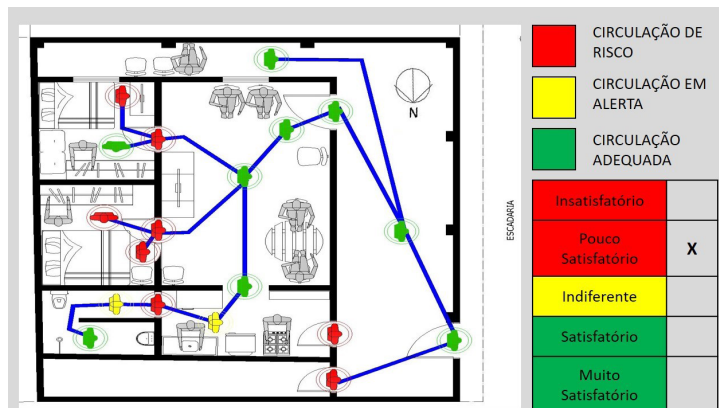 CIRCULAÇÃO DE
RISCO
CIRCULAÇÃO EM
ALERTA
CIRCULAÇÃO
ADEQUADA
N
ESCADARIA
Insatisfatório
Pouco
Satisfatório
X
Indiferente
Satisfatório
Muito
Satisfatório